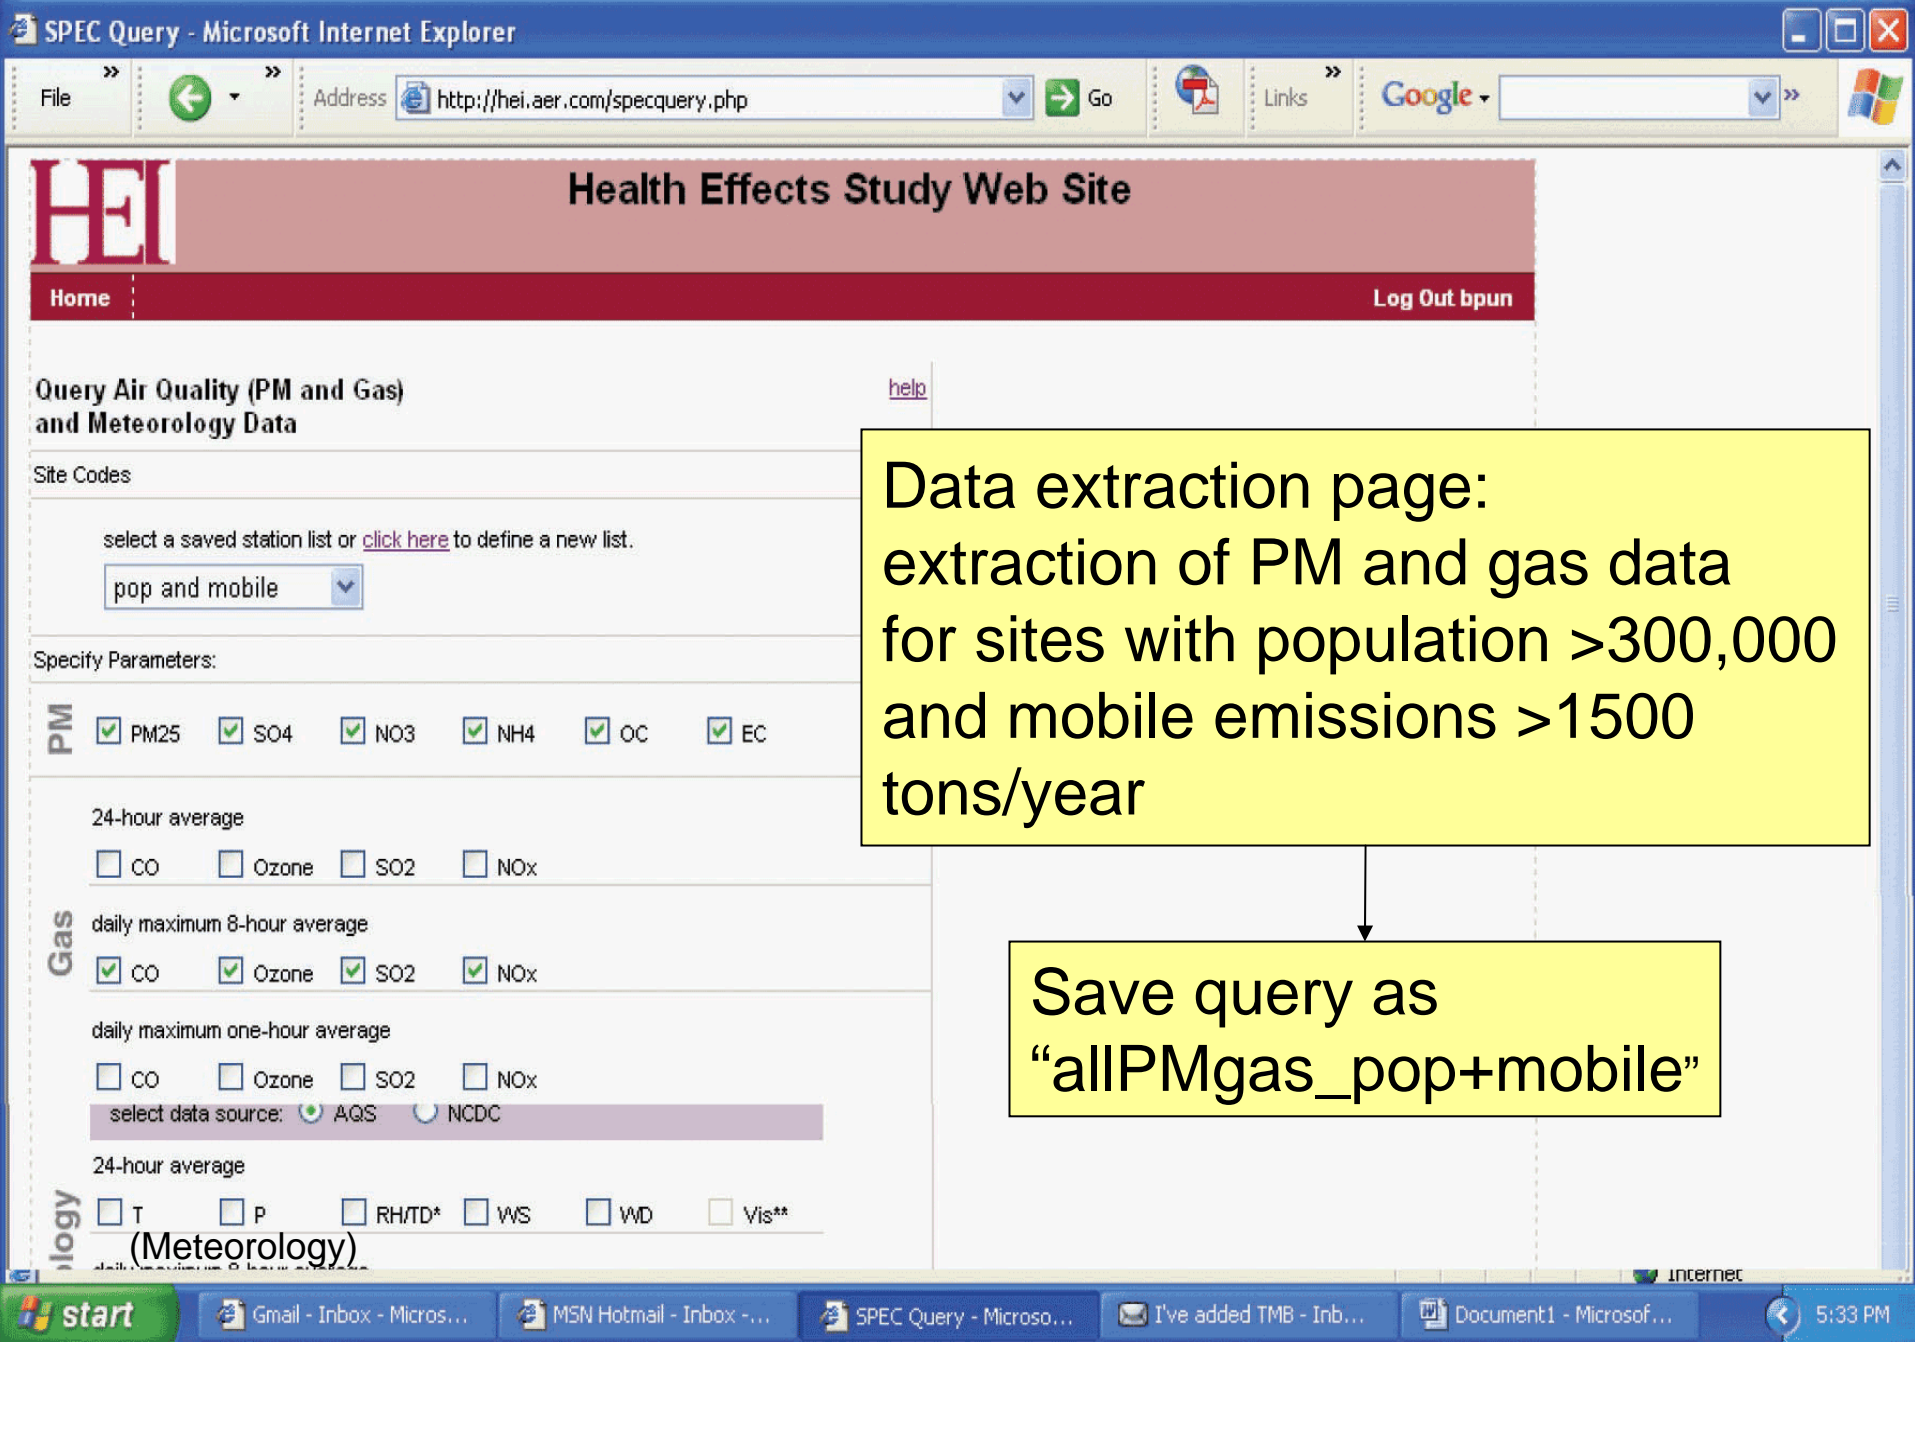 SPEC Query - Microsoft Internet Explorer
File » » Address http://hei.aer.com/specquery.php Go Links » Google »
HEI
Health Effects Study Web Site
Home Log Out bpun
Query Air Quality (PM and Gas)
and Meteorology Data
help
Site Codes
select a saved station list or click here to define a new list.
pop and mobile
Specify Parameters:
PM
PM25 SO4 NO3 NH4 OC EC
Gas
24-hour average
CO Ozone SO2 NOx
daily maximum 8-hour average
CO Ozone SO2 NOx
daily maximum one-hour average
CO Ozone SO2 NOx
select data source: AQS NCDC
24-hour average
T P RH/TD* WS WD Vis**
(Meteorology)
daily maximum 8-hour average
Data extraction page:
extraction of PM and gas data
for sites with population >300,000
and mobile emissions >1500
tons/year
Save query as
“allPMgas_pop+mobile”
Internet
start Gmail - Inbox - Micros... MSN Hotmail - Inbox -... SPEC Query - Microso... I've added TMB - Inb... Document1 - Microsof... 5:33 PM